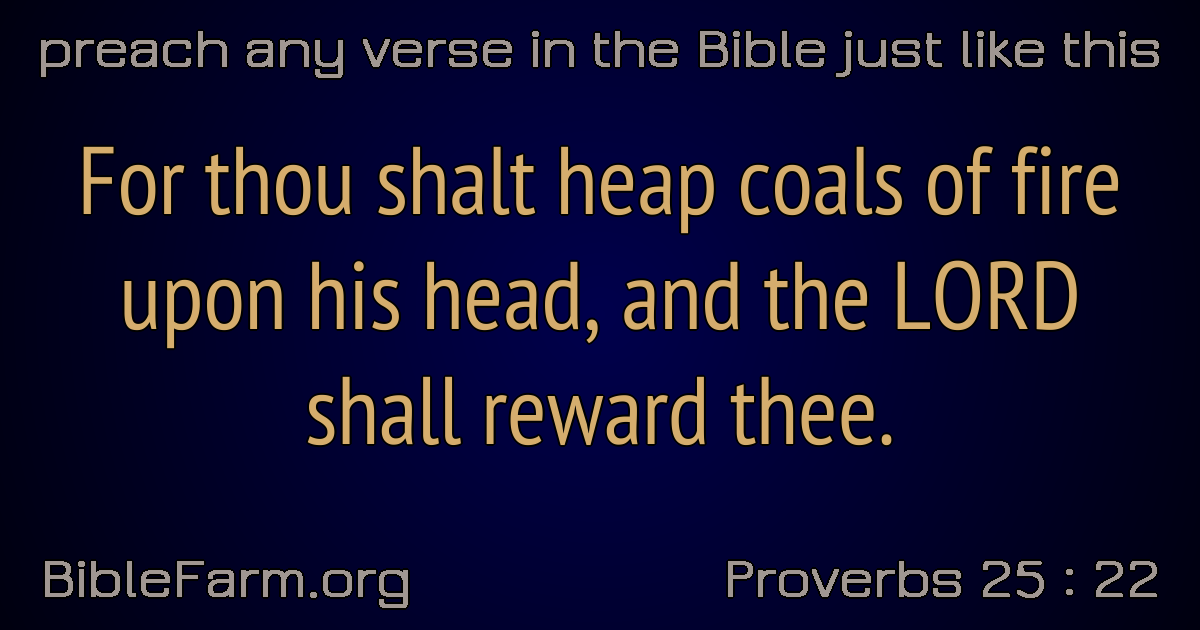 preach any verse in the Bible just like this
For thou shalt heap coals of fire
upon his head, and the LORD
shall reward thee.
BibleFarm.org
Proverbs 25 : 22